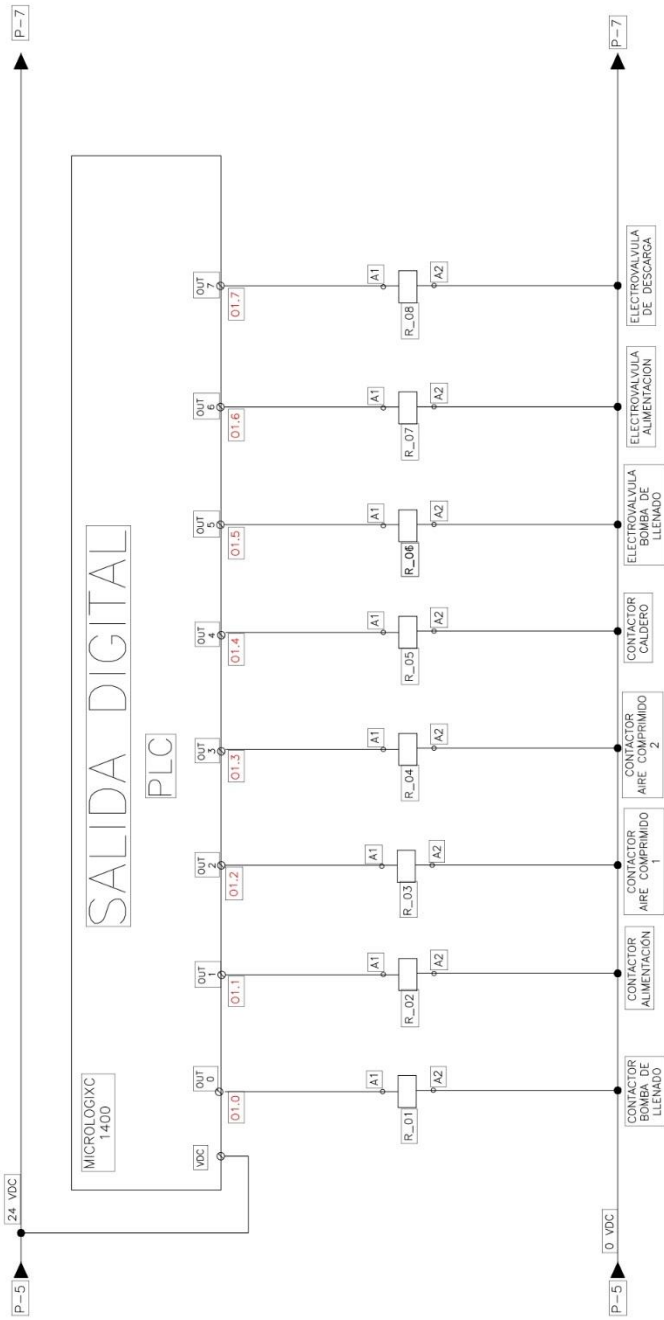 P-5
24 VDC
P-7
MICROLOGIXC
1400
SALIDA DIGITAL
PLC
VDC
OUT
0
OUT
1
OUT
2
OUT
3
OUT
4
OUT
5
OUT
6
OUT
7
O1.0
O1.1
O1.2
O1.3
O1.4
O1.5
O1.6
O1.7
A1
A1
A1
A1
A1
A1
A1
A1
R_01
R_02
R_03
R_04
R_05
R_06
R_07
R_08
A2
A2
A2
A2
A2
A2
A2
A2
P-5
0 VDC
P-7
CONTACTOR
BOMBA DE
LLENADO
CONTACTOR
ALIMENTACIÓN
CONTACTOR
AIRE COMPRIMIDO
1
CONTACTOR
AIRE COMPRIMIDO
2
CONTACTOR
CALDERO
ELECTROVALVULA
BOMBA DE
LLENADO
ELECTROVALVULA
ALIMENTACION
ELECTROVALVULA
DE DESCARGA